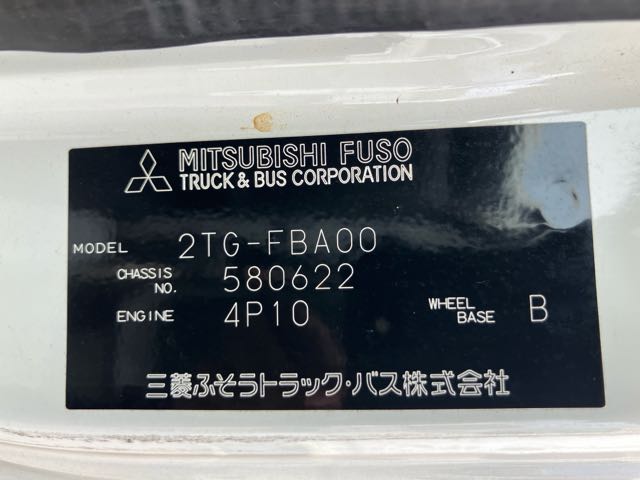 MITSUBISHI FUSO
TRUCK & BUS CORPORATION
MODEL 2TG-FBA00
CHASSIS NO. 580622
ENGINE 4P10 WHEEL BASE B
三菱ふそうトラック・バス株式会社